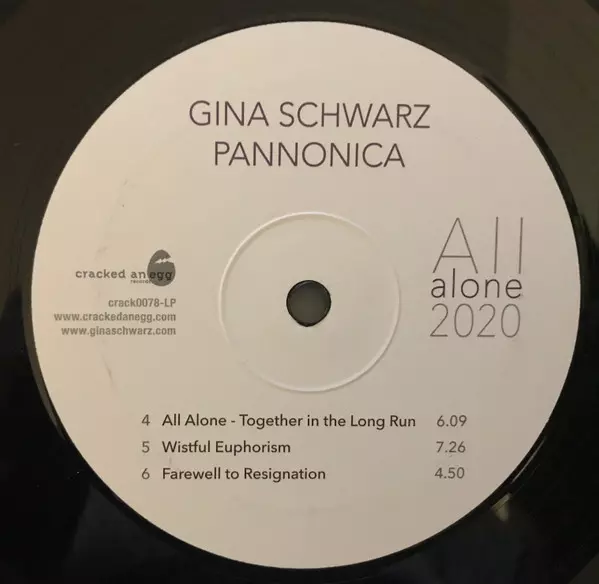 GINA SCHWARZ
PANNONICA
All
alone
2020
cracked an egg
records
crack0078-LP
www.crackedanegg.com
www.ginaschwarz.com
4 All Alone - Together in the Long Run 6.09
5 Wistful Euphorism 7.26
6 Farewell to Resignation 4.50